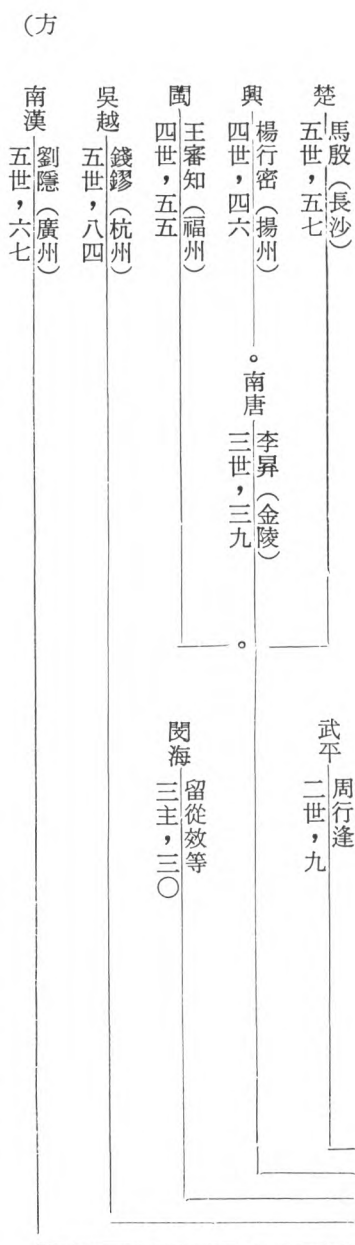 楚
馬殷（長沙）
五世，五七
武平
周行逢
二世，九
興
楊行密（揚州）
四世，四六
南唐
李昇（金陵）
三世，三九
閩
王審知（福州）
四世，五五
閔海
留從效等
三主，三〇
吳越
錢鏐（杭州）
五世，八四
南漢
劉隱（廣州）
五世，六七
（方